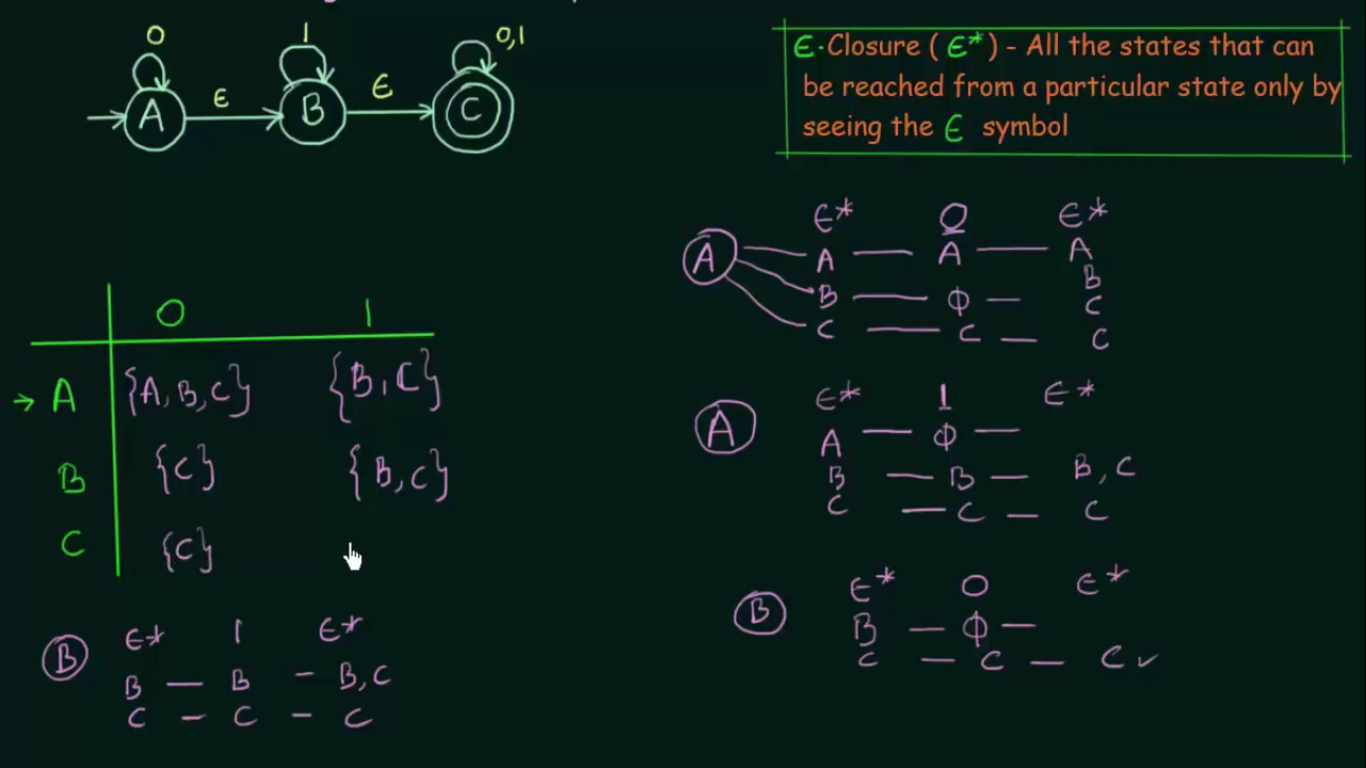 0 1 0,1
A ϵ B ϵ C
ϵ·Closure ( ϵ* ) - All the states that can
be reached from a particular state only by
seeing the ϵ symbol
ϵ* 0 ϵ*
A A — A — A
B — ϕ — B
C
C — C — C
0 1
→ A {A, B, C} {B, C}
B {C} {B, C}
C {C}
ϵ* 1 ϵ*
A A — ϕ —
B — B — B, C
C — C — C
ϵ* 0 ϵ*
B B — ϕ —
C — C — C ✓
B ϵ* 1 ϵ*
B — B — B, C
C — C — C